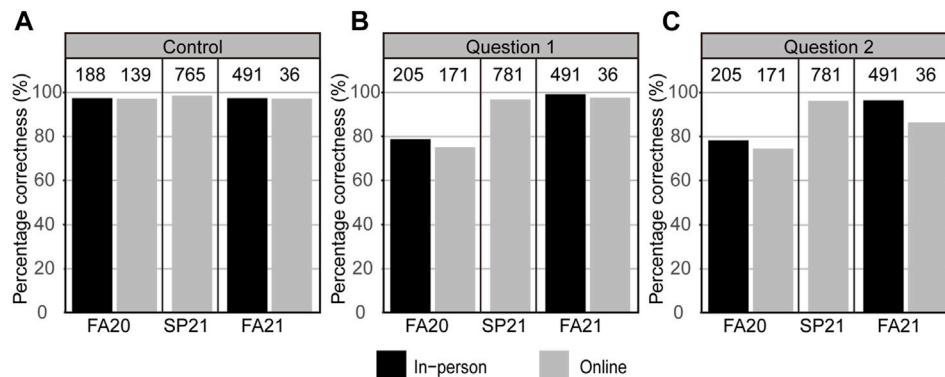 A
Control
188 139 765 491 36
Percentage correctness (%)
100
80
60
40
20
0
FA20 SP21 FA21
B
Question 1
205 171 781 491 36
Percentage correctness (%)
100
80
60
40
20
0
FA20 SP21 FA21
C
Question 2
205 171 781 491 36
Percentage correctness (%)
100
80
60
40
20
0
FA20 SP21 FA21
In−person Online